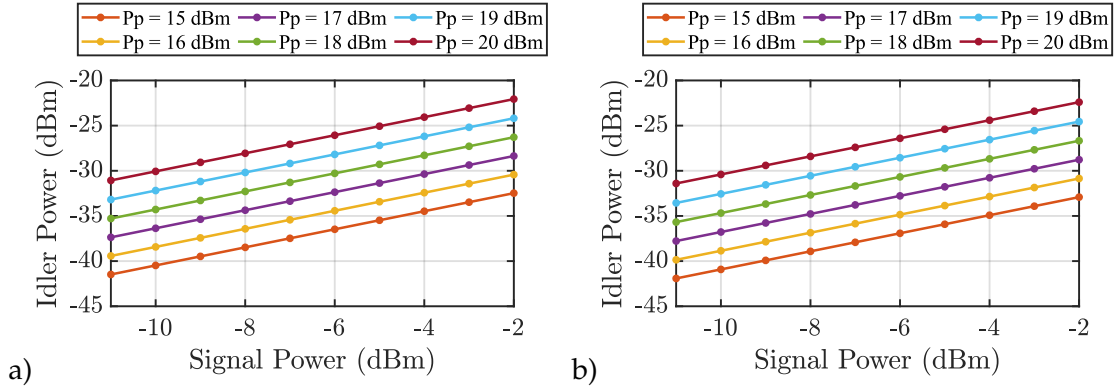 Pp = 15 dBm Pp = 17 dBm Pp = 19 dBm
Pp = 16 dBm Pp = 18 dBm Pp = 20 dBm
Idler Power (dBm)
-20
-25
-30
-35
-40
-45
-10 -8 -6 -4 -2
Signal Power (dBm)
a)
Pp = 15 dBm Pp = 17 dBm Pp = 19 dBm
Pp = 16 dBm Pp = 18 dBm Pp = 20 dBm
Idler Power (dBm)
-20
-25
-30
-35
-40
-45
-10 -8 -6 -4 -2
Signal Power (dBm)
b)